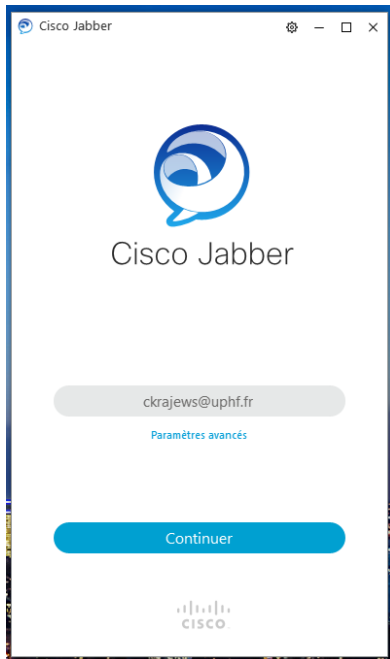 Cisco Jabber
Cisco Jabber
ckrajews@uphf.fr
Paramètres avancés
Continuer
CISCO.